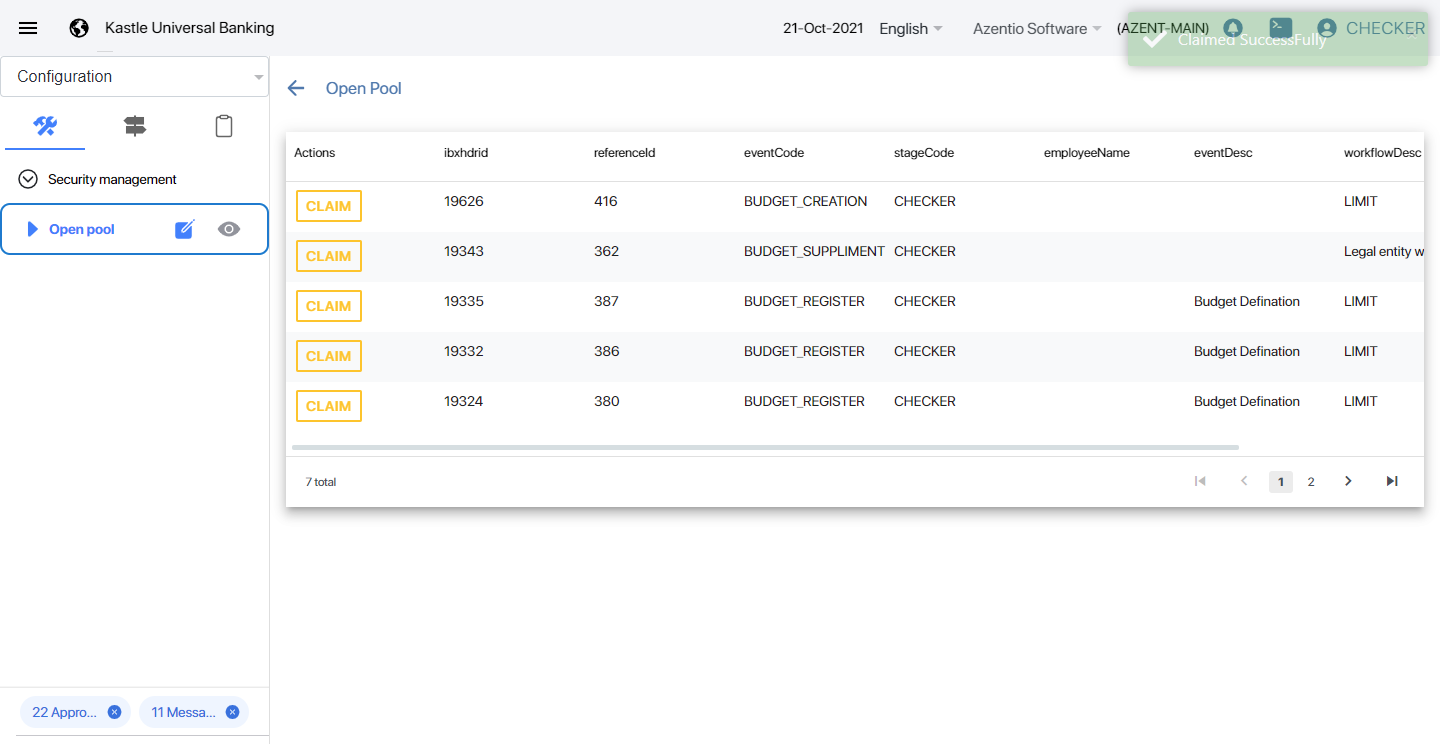 Kastle Universal Banking 21-Oct-2021 English Azentio Software (AZENT-MAIN) CHECKER
Claimed SuccessFully
Configuration
Open Pool
Security management
Open pool
Actions ibxhdrid referenceId eventCode stageCode employeeName eventDesc workflowDesc
CLAIM 19626 416 BUDGET_CREATION CHECKER LIMIT
CLAIM 19343 362 BUDGET_SUPPLIMENT CHECKER Legal entity w
CLAIM 19335 387 BUDGET_REGISTER CHECKER Budget Defination LIMIT
CLAIM 19332 386 BUDGET_REGISTER CHECKER Budget Defination LIMIT
CLAIM 19324 380 BUDGET_REGISTER CHECKER Budget Defination LIMIT
7 total 1 2
22 Appro... 11 Messa...